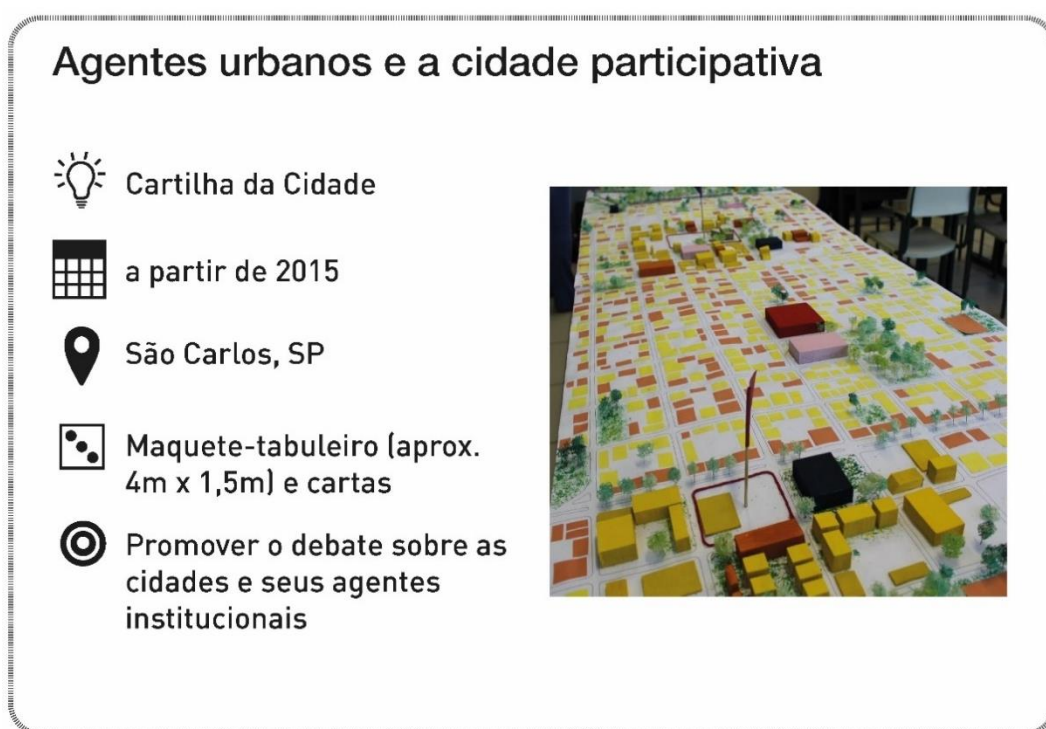 Agentes urbanos e a cidade participativa
Cartilha da Cidade
a partir de 2015
São Carlos, SP
Maquete-tabuleiro (aprox.
4m x 1,5m) e cartas
Promover o debate sobre as
cidades e seus agentes
institucionais